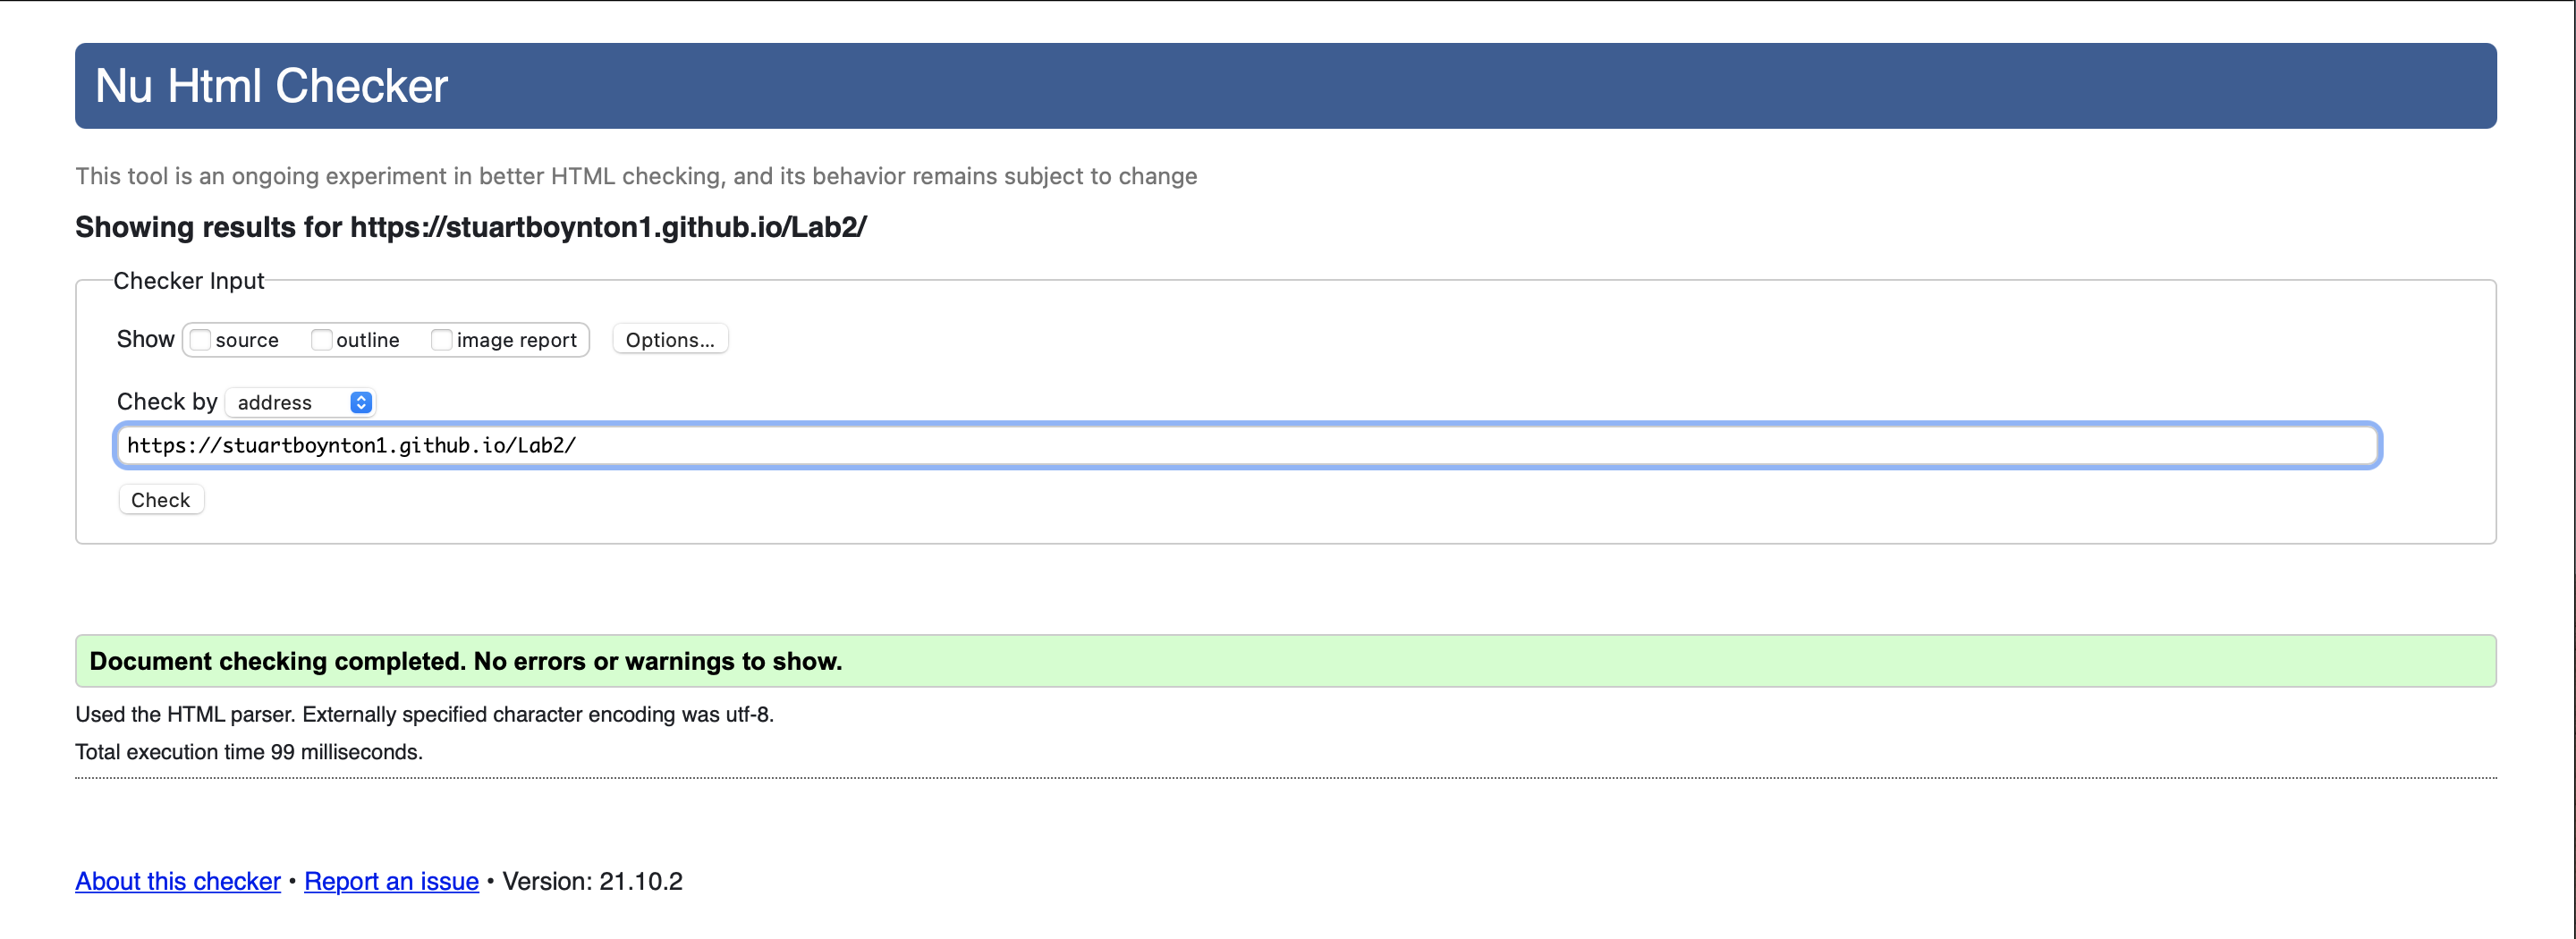 Nu Html Checker
This tool is an ongoing experiment in better HTML checking, and its behavior remains subject to change
Showing results for https://stuartboynton1.github.io/Lab2/
Checker Input
Show source outline image report Options...
Check by address
https://stuartboynton1.github.io/Lab2/
Check
Document checking completed. No errors or warnings to show.
Used the HTML parser. Externally specified character encoding was utf-8.
Total execution time 99 milliseconds.
About this checker • Report an issue • Version: 21.10.2